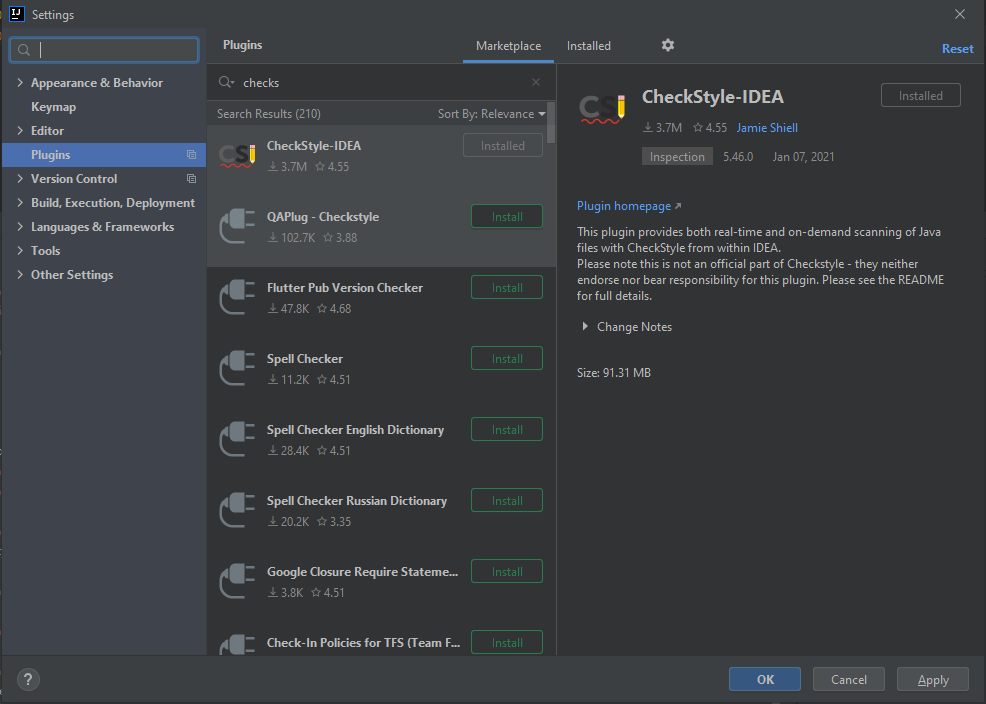 IJ
Settings
Appearance & Behavior
Keymap
Editor
Plugins
Version Control
Build, Execution, Deployment
Languages & Frameworks
Tools
Other Settings
Plugins
Marketplace
Installed
Reset
checks
Search Results (210)
Sort By: Relevance
CSI
CheckStyle-IDEA
Installed
3.7M
4.55
QAPlug - Checkstyle
Install
102.7K
3.88
Flutter Pub Version Checker
Install
47.8K
4.68
Spell Checker
Install
11.2K
4.51
Spell Checker English Dictionary
Install
28.4K
4.51
Spell Checker Russian Dictionary
Install
20.2K
3.35
Google Closure Require Stateme...
Install
3.8K
4.51
Check-In Policies for TFS (Team F...
Install
CSI
CheckStyle-IDEA
Installed
3.7M
4.55
Jamie Shiell
Inspection
5.46.0
Jan 07, 2021
Plugin homepage
This plugin provides both real-time and on-demand scanning of Java
files with CheckStyle from within IDEA.
Please note this is not an official part of Checkstyle - they neither
endorse nor bear responsibility for this plugin. Please see the README
for full details.
Change Notes
Size: 91.31 MB
?
OK
Cancel
Apply